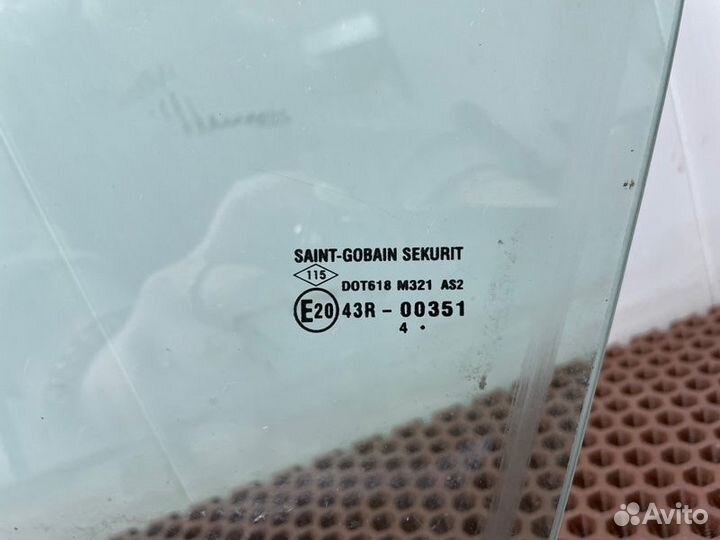 SAINT-GOBAIN SEKURIT
115
DOT618 M321 AS2
E20 43R - 00351
4 •
Avito